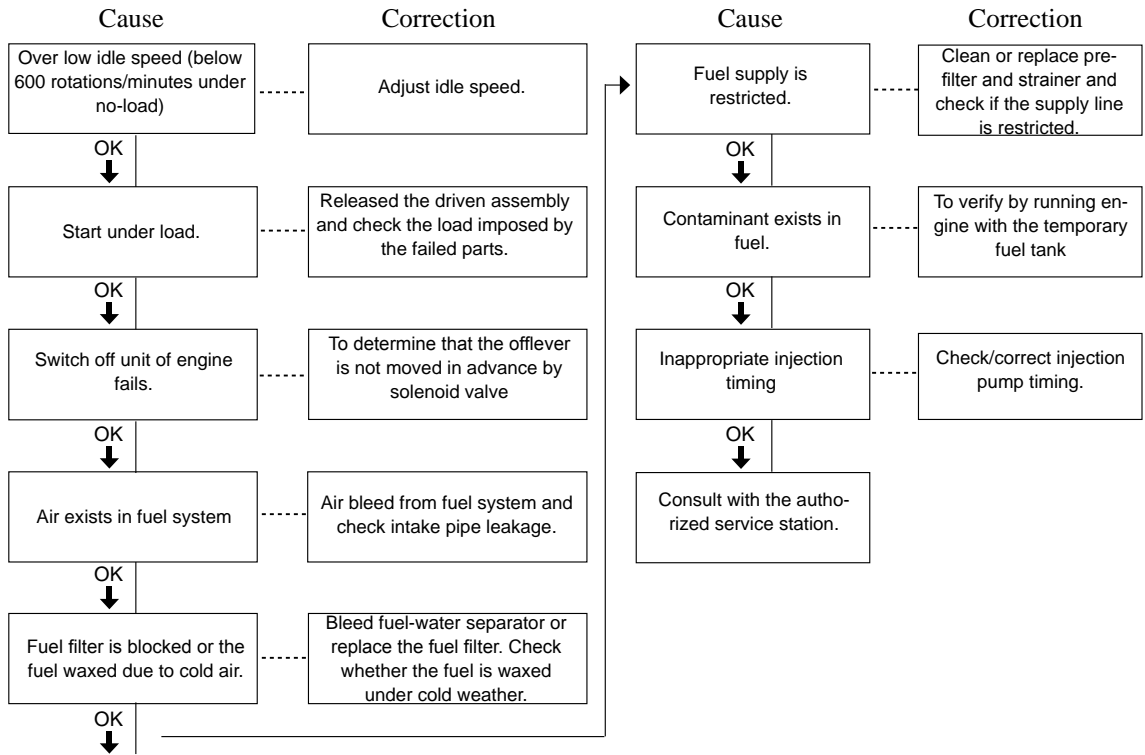 Cause
Correction
Over low idle speed (below
600 rotations/minutes under
no-load)
Adjust idle speed.
OK
Start under load.
Released the driven assembly
and check the load imposed by
the failed parts.
OK
Switch off unit of engine
fails.
To determine that the offlever
is not moved in advance by
solenoid valve
OK
Air exists in fuel system
Air bleed from fuel system and
check intake pipe leakage.
OK
Fuel filter is blocked or the
fuel waxed due to cold air.
Bleed fuel-water separator or
replace the fuel filter. Check
whether the fuel is waxed
under cold weather.
OK
Cause
Correction
Fuel supply is
restricted.
Clean or replace pre-
filter and strainer and
check if the supply line
is restricted.
OK
Contaminant exists in
fuel.
To verify by running en-
gine with the temporary
fuel tank
OK
Inappropriate injection
timing
Check/correct injection
pump timing.
OK
Consult with the autho-
rized service station.